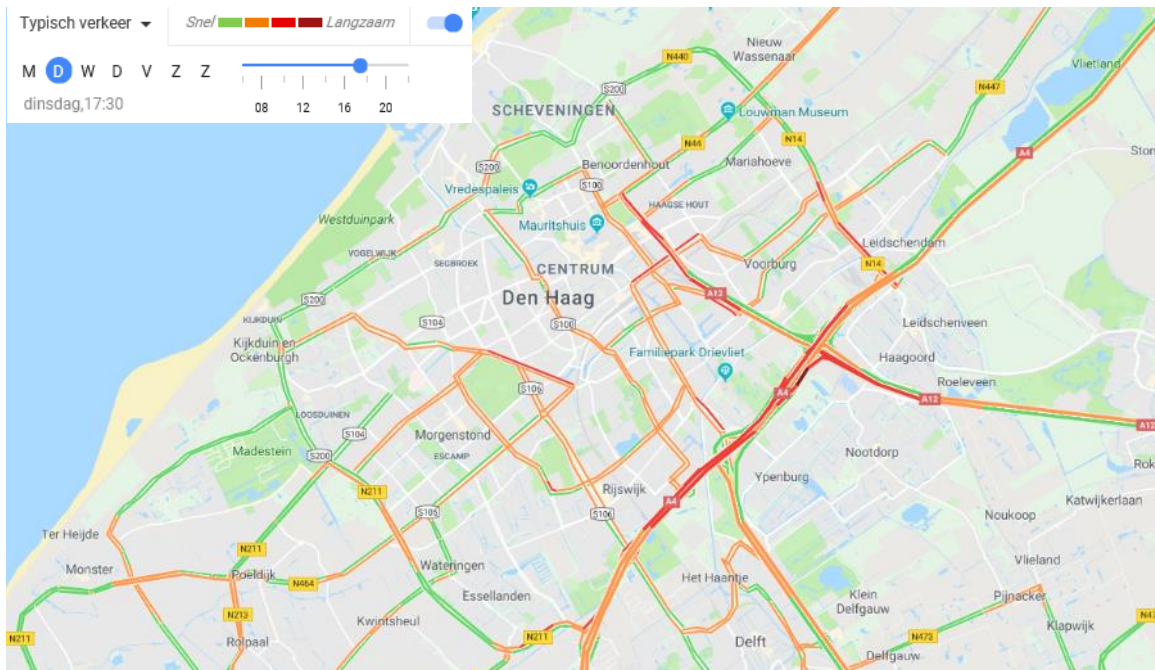 Typisch verkeer
Snel Langzaam
M D W D V Z Z
dinsdag,17:30
08 12 16 20
Nieuw
Wassenaar
N440
Vlietland
N447
S200
SCHEVENINGEN
Louwman Museum
N44
N14
A4
Ston
Benoordenhout
Mariahoeve
S200
S100
Vredespaleis
HAAGSE HOUT
Westduinpark
Mauritshuis
Leidschendam
VOGELWIJK
SEGBROEK
Voorburg
N14
CENTRUM
Den Haag
A12
S200
KIJKDUIN
S104
S100
Leidschenveen
Kijkduin en
Ockenburgh
Familiepark Drievliet
Haagoord
Roeleveen
S106
A4
A12
LOOSDUINEN
A12
S104
Morgenstond
Madestein
ESCAMP
S200
Nootdorp
Rok
Ypenburg
N211
Rijswijk
A4
Katwijkerlaan
S106
S106
Noukoop
Ter Heijde
N211
Vlieland
Monster
Poeldijk
N464
Wateringen
Het Haantje
Essellanden
Klein
Delfgauw
Pijnacker
N213
Kwintsheul
N47
Klapwijk
N211
Rolpaal
N211
Delft
N473
Delfgauw